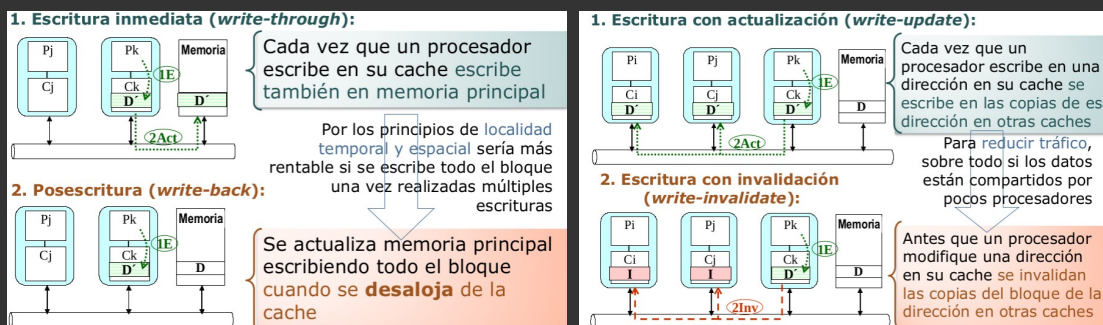 1. Escritura inmediata (write-through):
Pj
Pk
Memoria
1E
Cj
Ck
D´
D´
2Act
Cada vez que un procesador
escribe en su cache escribe
también en memoria principal
Por los principios de localidad
temporal y espacial sería más
rentable si se escribe todo el bloque
una vez realizadas múltiples
escrituras
2. Posescritura (write-back):
Pj
Pk
Memoria
1E
Cj
Ck
D´
D
Se actualiza memoria principal
escribiendo todo el bloque
cuando se desaloja de la
cache
1. Escritura con actualización (write-update):
Pi
Pj
Pk
Memoria
1E
Ci
Cj
Ck
D´
D´
D´
D
2Act
Cada vez que un
procesador escribe en una
dirección en su cache se
escribe en las copias de es
dirección en otras caches
Para reducir tráfico,
sobre todo si los datos
están compartidos por
pocos procesadores
2. Escritura con invalidación
(write-invalidate):
Pi
Pj
Pk
Memoria
1E
Ci
Cj
Ck
I
I
D´
D
2Inv
Antes que un procesador
modifique una dirección
en su cache se invalidan
las copias del bloque de la
dirección en otras caches